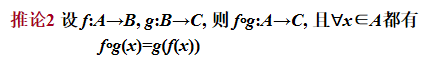 推论2 设 f:A→B, g:B→C, 则 f∘g:A→C, 且∀x∈A都有
f∘g(x)=g(f(x))